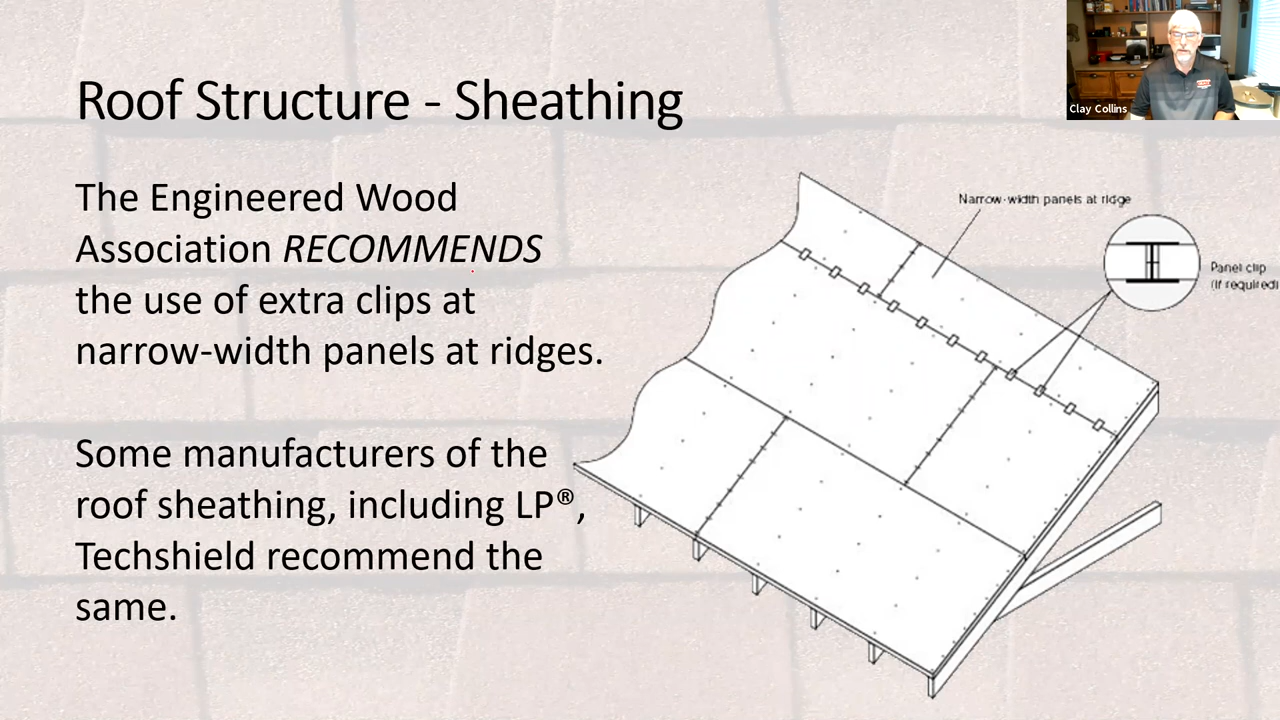 Roof Structure - Sheathing
Clay Collins
The Engineered Wood
Association RECOMMENDS
the use of extra clips at
narrow-width panels at ridges.
Some manufacturers of the
roof sheathing, including LP®,
Techshield recommend the
same.
Narrow-width panels at ridge
Panel clip
(if required)